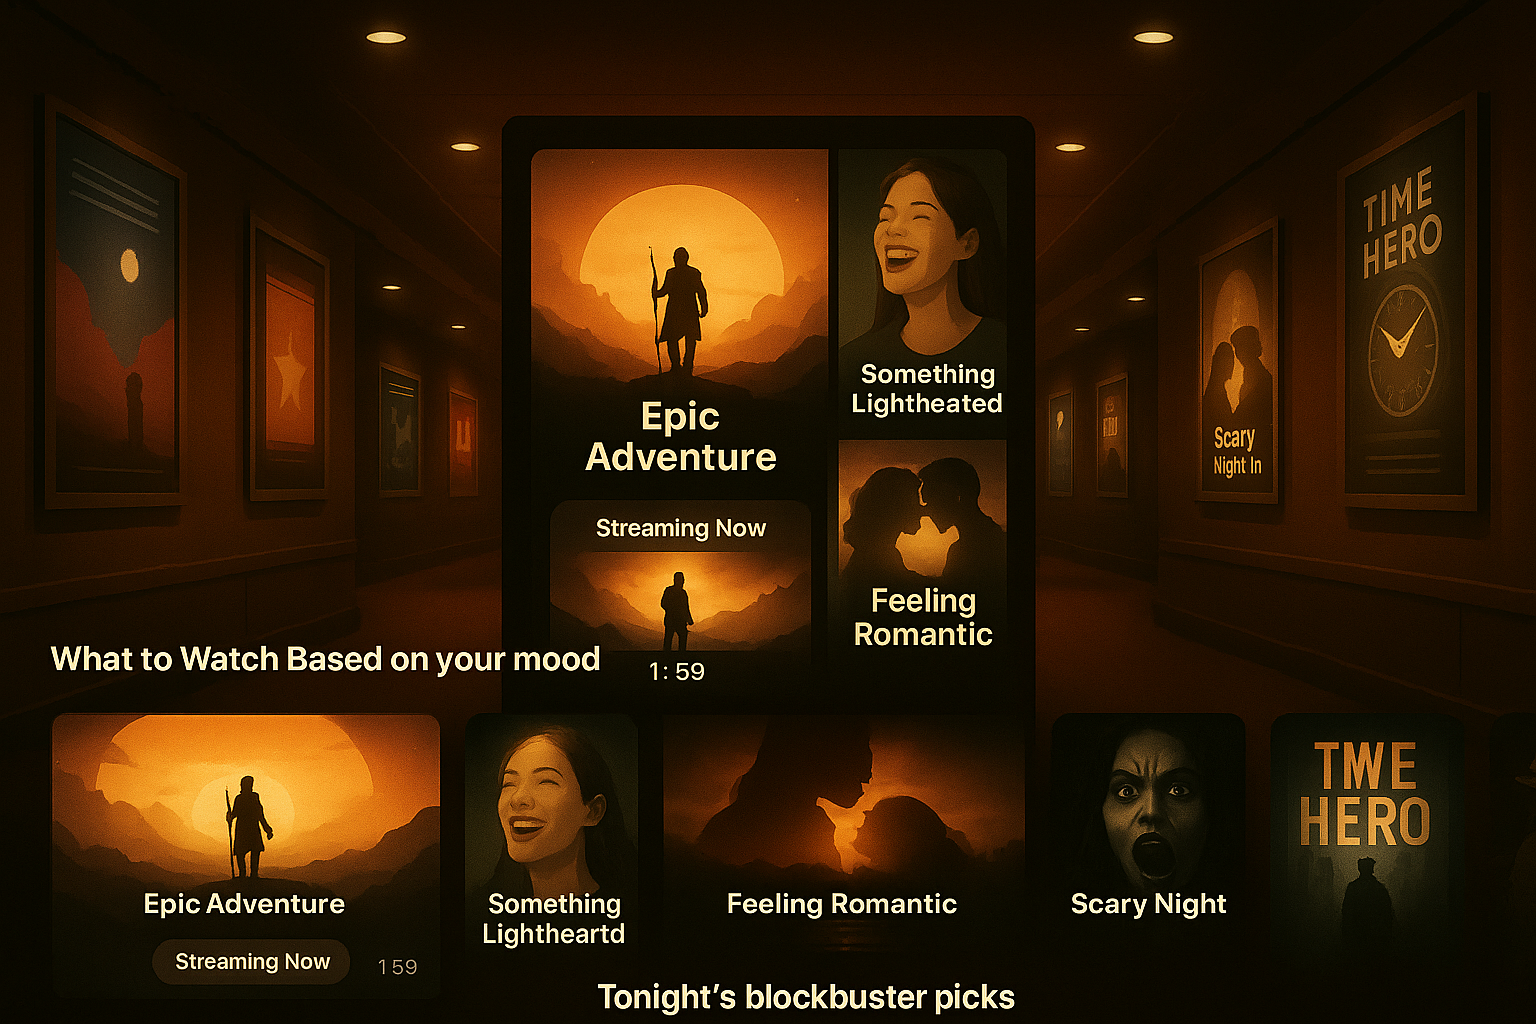 TIME
HERO
Scary
Night In
Epic
Adventure
Something
Lightheated
Streaming Now
Feeling
Romantic
1:59
What to Watch Based on your mood
Epic Adventure
Streaming Now
159
Something
Lightheartd
Feeling Romantic
Scary Night
TWE
HERO
Tonight's blockbuster picks